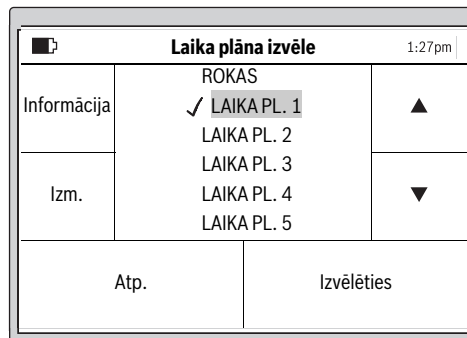 Laika plāna izvēle 1:27pm
ROKAS
Informācija
✓ LAIKA PL. 1
LAIKA PL. 2
LAIKA PL. 3
Izm.
LAIKA PL. 4
LAIKA PL. 5
Atp. Izvēlēties